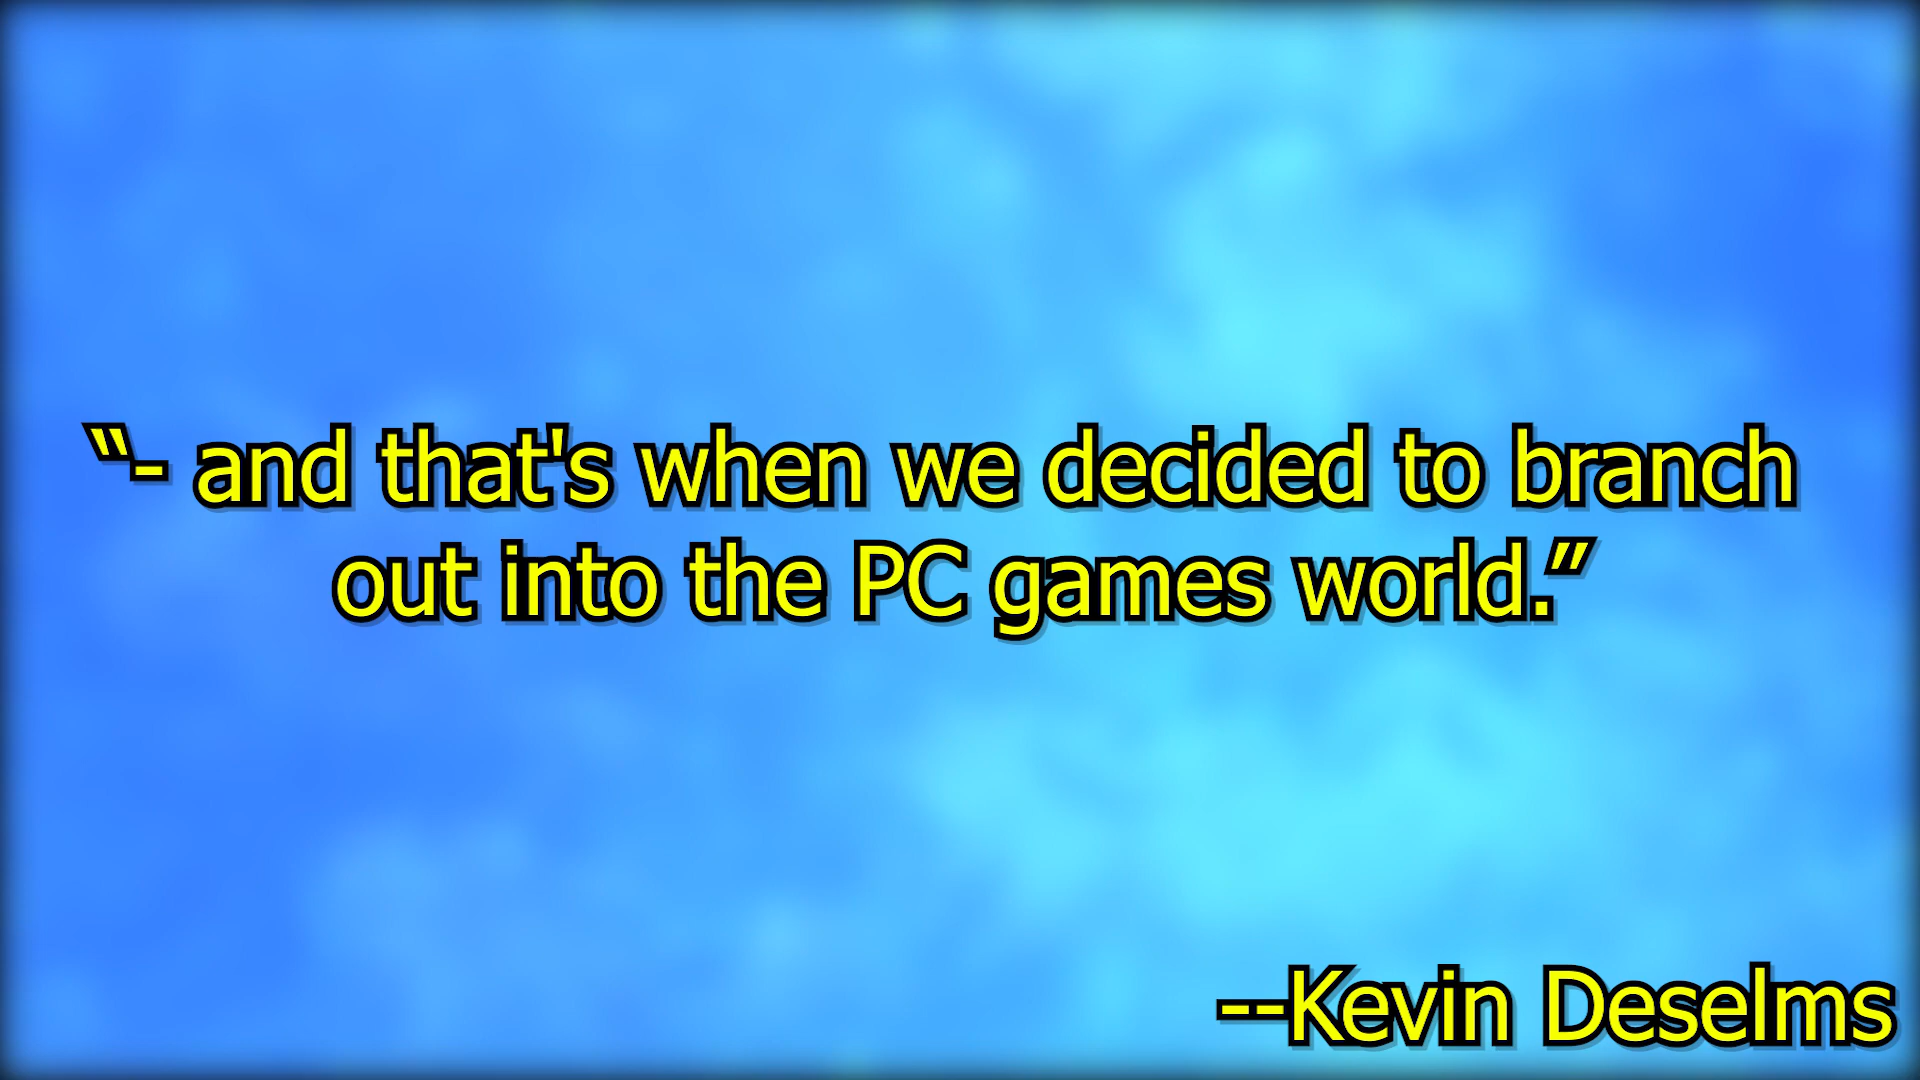 “- and that's when we decided to branch
out into the PC games world.”
--Kevin Deselms